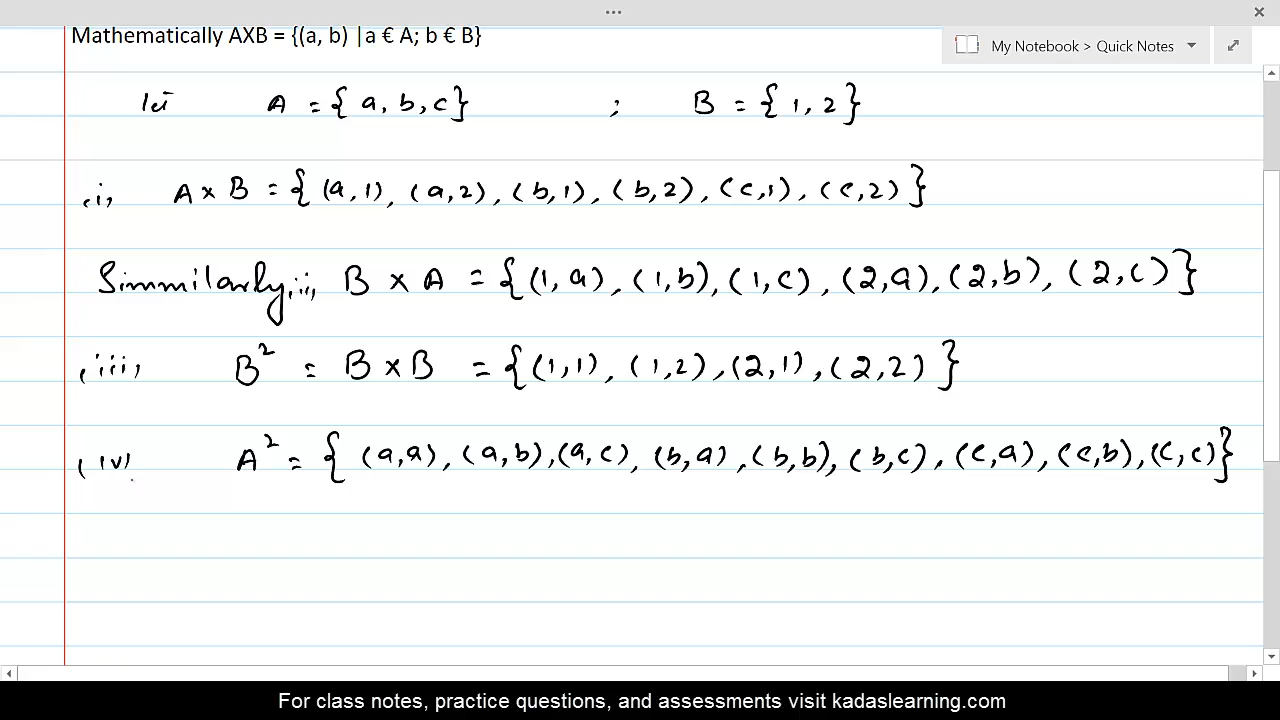 Mathematically AXB = {(a, b) |a € A; b € B}
My Notebook > Quick Notes
let A = { a, b, c} ; B = { 1, 2 }
(i) A × B = { (a, 1), (a, 2), (b, 1), (b, 2), (c, 1), (c, 2) }
Simmilarly (ii) B × A = { (1, a), (1, b), (1, c), (2, a), (2, b), (2, c) }
(iii) B² = B × B = { (1, 1), (1, 2), (2, 1), (2, 2) }
(iv) A² = { (a, a), (a, b), (a, c), (b, a), (b, b), (b, c), (c, a), (c, b), (c, c) }
For class notes, practice questions, and assessments visit kadaslearning.com